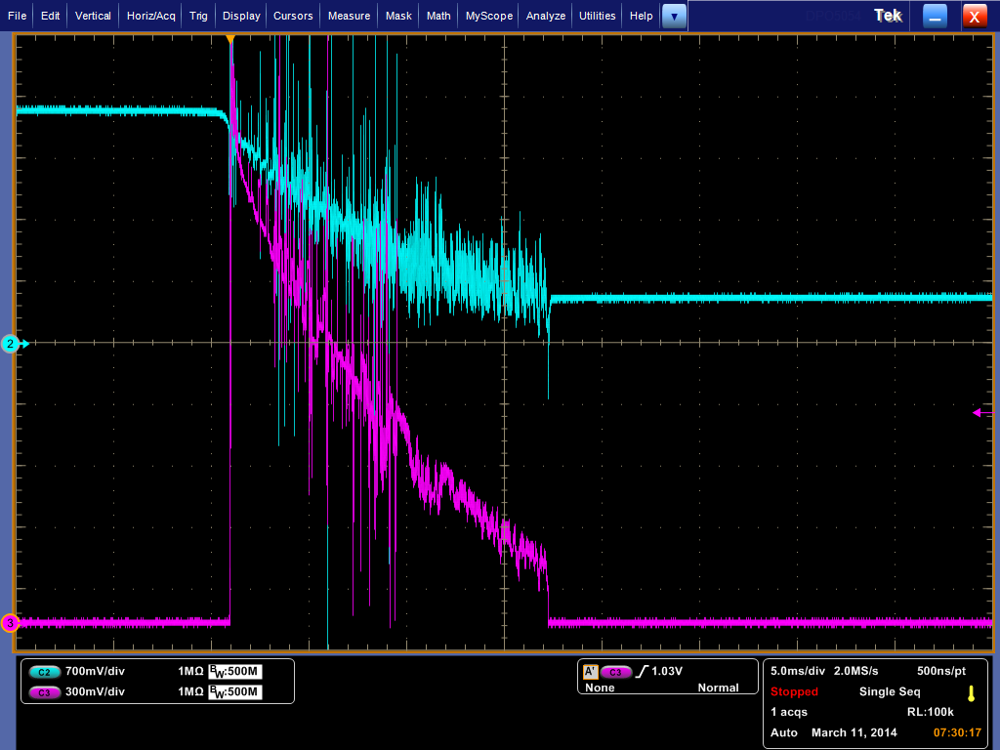 File Edit Vertical Horiz/Acq Trig Display Cursors Measure Mask Math MyScope Analyze Utilities Help Tek X
2
3
C2 700mV/div 1MΩ BW:500M
C3 300mV/div 1MΩ BW:500M
A' C3 1.03V
None Normal
5.0ms/div 2.0MS/s 500ns/pt
Stopped Single Seq
1 acqs RL:100k
Auto March 11, 2014 07:30:17